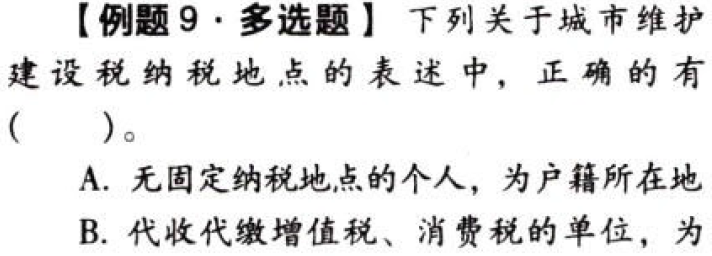 【例题9·多选题】 下列关于城市维护
建设税纳税地点的表述中，正确的有
(　　)。
A. 无固定纳税地点的个人，为户籍所在地
B. 代收代缴增值税、消费税的单位，为